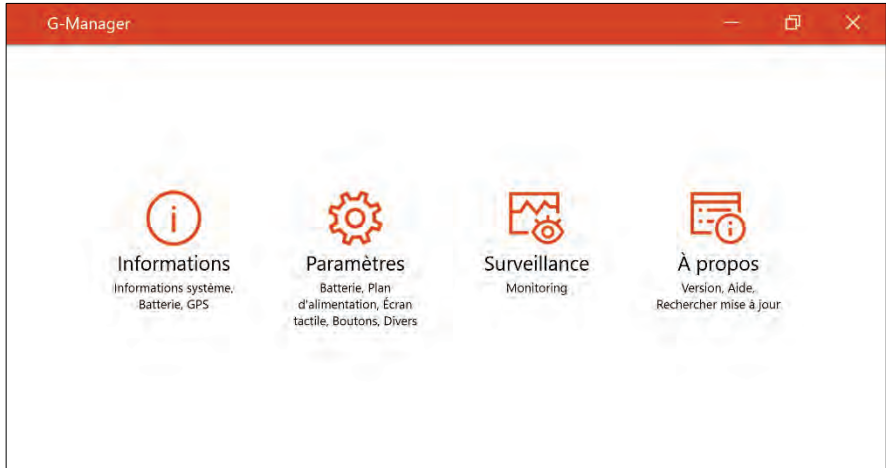 G-Manager
Informations
Informations système,
Batterie, GPS
Paramètres
Batterie, Plan
d'alimentation, Écran
tactile, Boutons, Divers
Surveillance
Monitoring
À propos
Version, Aide,
Rechercher mise à jour